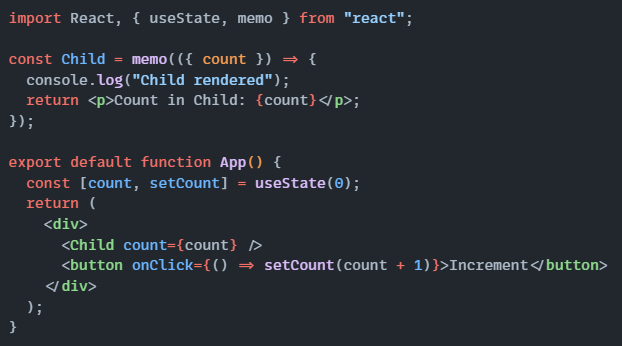 import React, { useState, memo } from "react";
const Child = memo(({ count }) => {
  console.log("Child rendered");
  return <p>Count in Child: {count}</p>;
});
export default function App() {
  const [count, setCount] = useState(0);
  return (
    <div>
      <Child count={count} />
      <button onClick={() => setCount(count + 1)}>Increment</button>
    </div>
  );
}